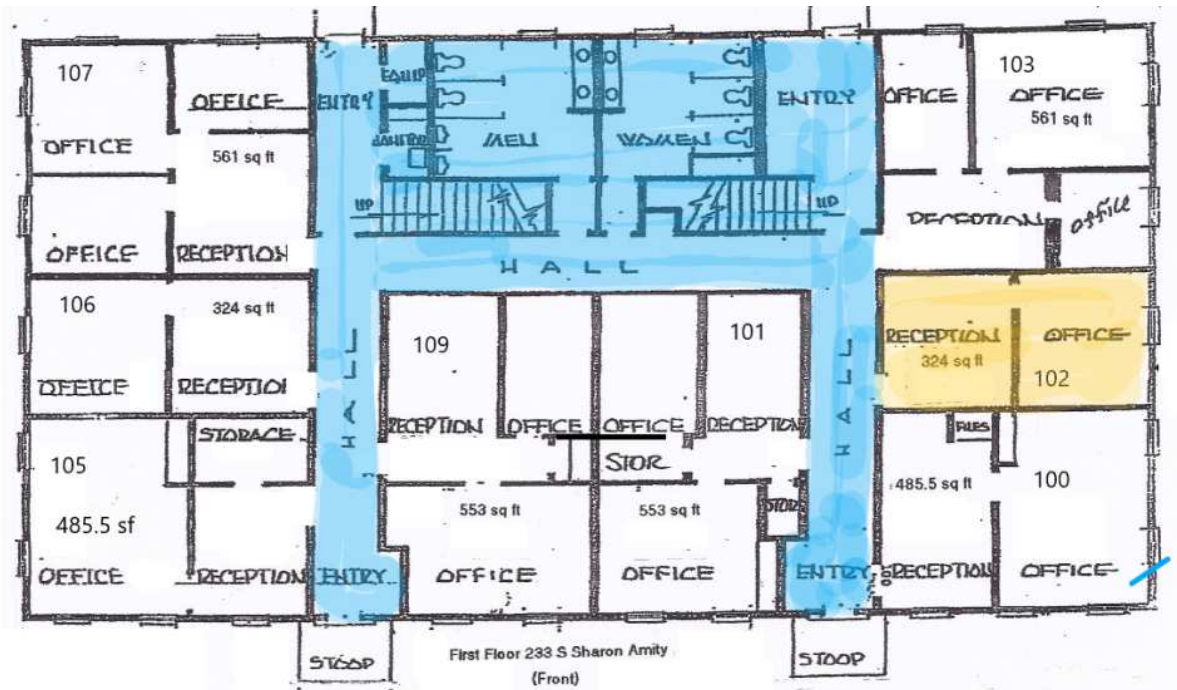 107
OFFICE
561 sq ft
OFFICE
OFFICE
RECEPTION
ENTRY
EQUIP
JANITOR
MEN
WOMEN
ENTRY
UP
UP
HALL
OFFICE
103
OFFICE
561 sq ft
RECEPTION
office
106
324 sq ft
OFFICE
RECEPTION
HALL
109
RECEPTION
OFFICE
OFFICE
101
RECEPTION
STOR
HALL
RECEPTION
324 sq ft
OFFICE
102
STORAGE
105
485.5 sf
OFFICE
RECEPTION
ENTRY
553 sq ft
OFFICE
553 sq ft
OFFICE
STOR
ENTRY
FILES
485.5 sq ft
100
RECEPTION
OFFICE
STOOP
First Floor 233 S Sharon Amity
(Front)
STOOP